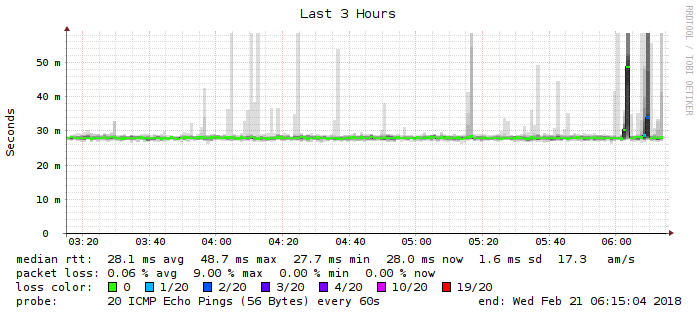 Last 3 Hours
RRDTOOL / TOBI OETIKER
Seconds
50 m
40 m
30 m
20 m
10 m
0
03:20 03:40 04:00 04:20 04:40 05:00 05:20 05:40 06:00
median rtt: 28.1 ms avg 48.7 ms max 27.7 ms min 28.0 ms now 1.6 ms sd 17.3 am/s
packet loss: 0.06 % avg 9.00 % max 0.00 % min 0.00 % now
loss color: 0 1/20 2/20 3/20 4/20 10/20 19/20
probe: 20 ICMP Echo Pings (56 Bytes) every 60s end: Wed Feb 21 06:15:04 2018